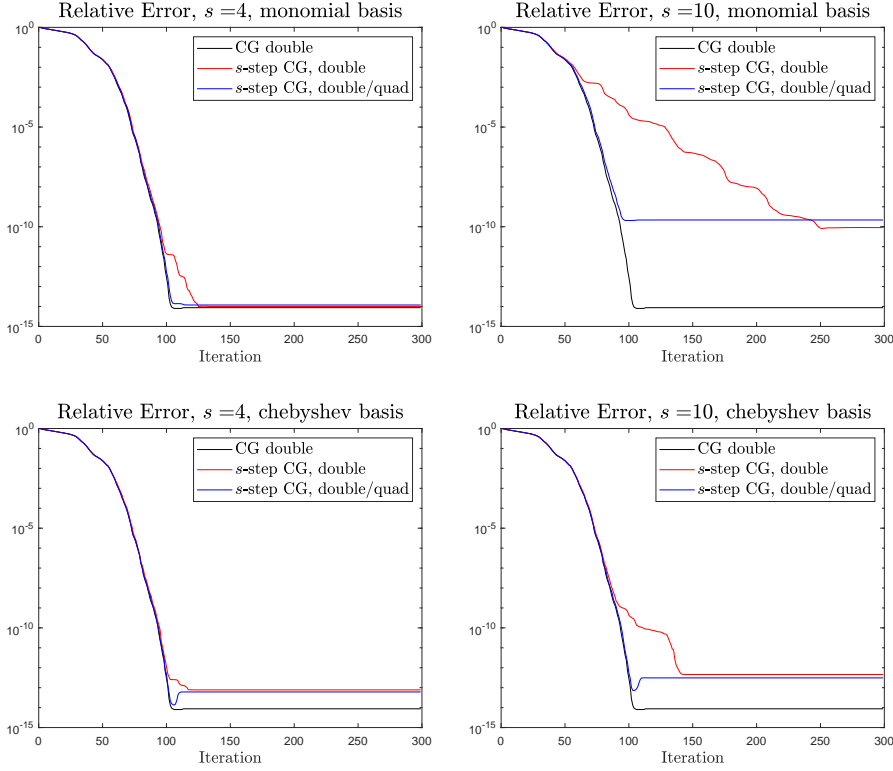 Relative Error, s =4, monomial basis
CG double
s-step CG, double
s-step CG, double/quad
10^0
10^-5
10^-10
10^-15
0 50 100 150 200 250 300
Iteration
Relative Error, s =10, monomial basis
CG double
s-step CG, double
s-step CG, double/quad
10^0
10^-5
10^-10
10^-15
0 50 100 150 200 250 300
Iteration
Relative Error, s =4, chebyshev basis
CG double
s-step CG, double
s-step CG, double/quad
10^0
10^-5
10^-10
10^-15
0 50 100 150 200 250 300
Iteration
Relative Error, s =10, chebyshev basis
CG double
s-step CG, double
s-step CG, double/quad
10^0
10^-5
10^-10
10^-15
0 50 100 150 200 250 300
Iteration